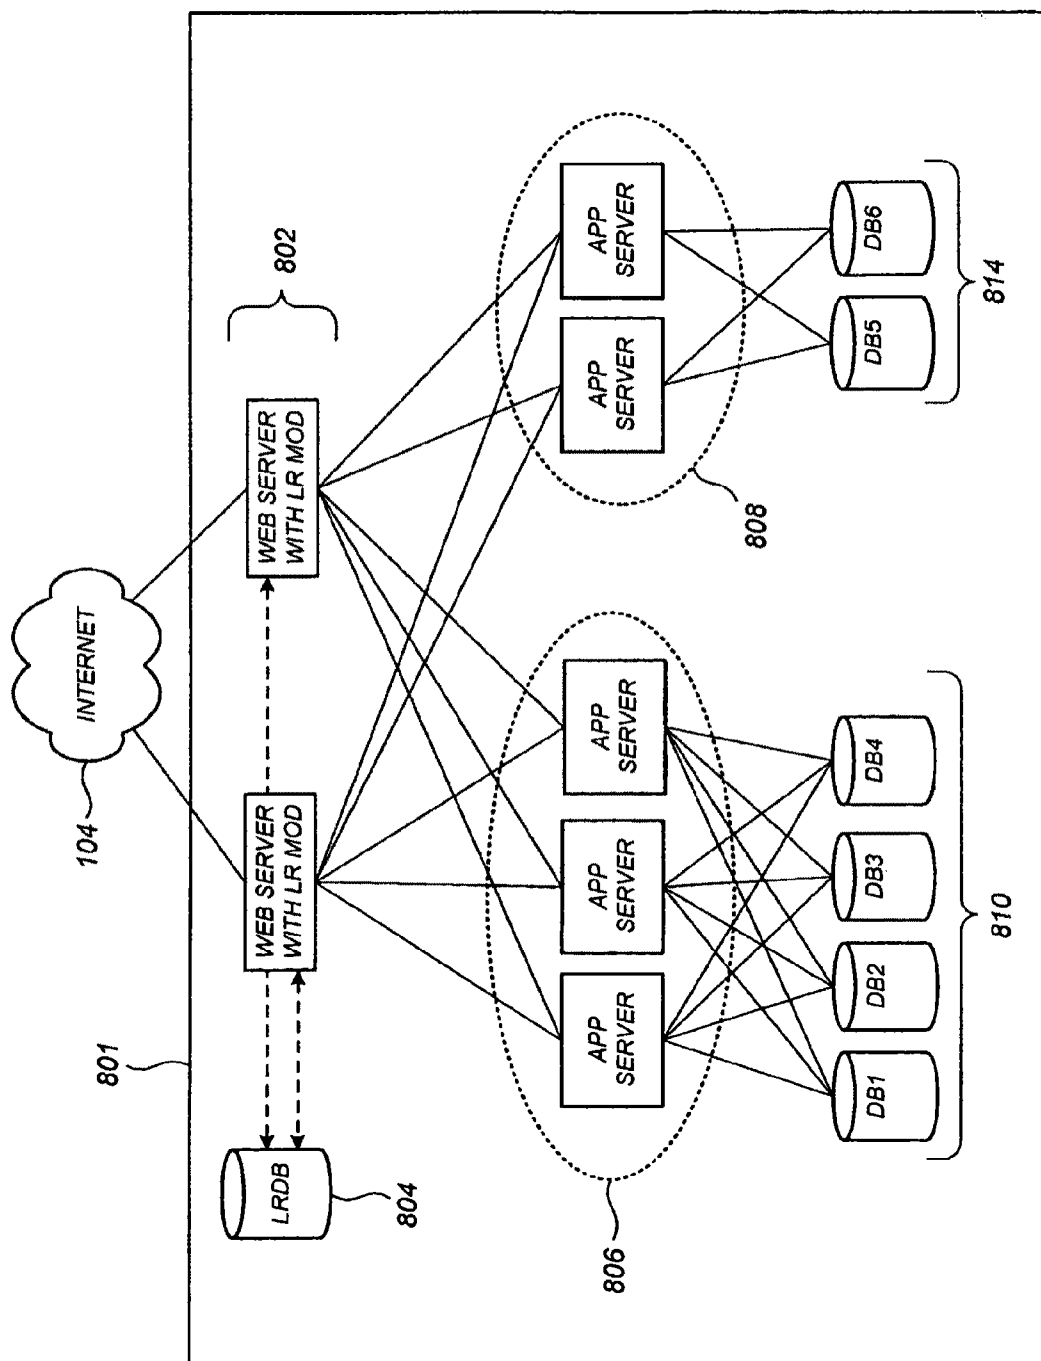 INTERNET
104
801
802
LRDB
804
WEB SERVER
WITH LR MOD
WEB SERVER
WITH LR MOD
806
APP
SERVER
APP
SERVER
APP
SERVER
808
APP
SERVER
APP
SERVER
DB1
DB2
DB3
DB4
810
DB5
DB6
814